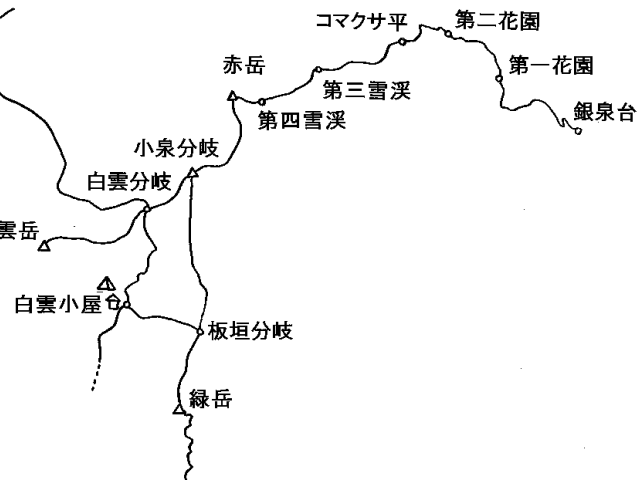 コマクサ平
第二花園
赤岳
第三雪渓
第一花園
第四雪渓
銀泉台
小泉分岐
白雲分岐
雲岳
白雲小屋
板垣分岐
緑岳